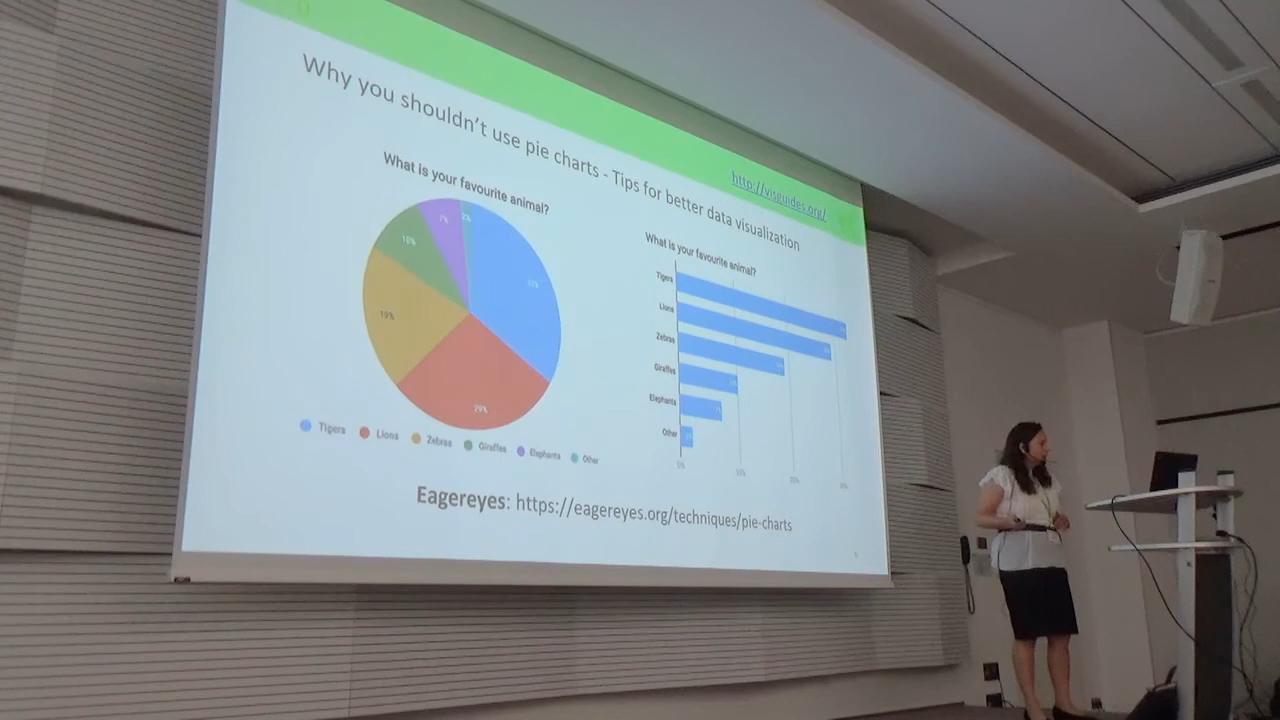 Why you shouldn't use pie charts - Tips for better data visualization
http://visguides.org/
What is your favourite animal?
7%
2%
10%
19%
29%
Tigers
Lions
Zebras
Giraffes
Elephants
Other
What is your favourite animal?
Tigers
Lions
Zebras
Giraffes
Elephants
Other
Eagereyes: https://eagereyes.org/techniques/pie-charts